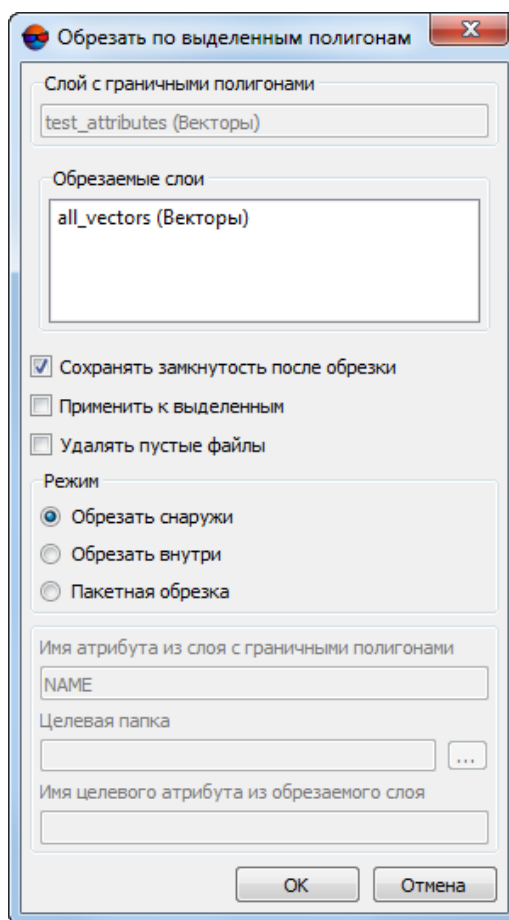 Обрезать по выделенным полигонам
Слой с граничными полигонами
test_attributes (Векторы)
Обрезаемые слои
all_vectors (Векторы)
Сохранять замкнутость после обрезки
Применить к выделенным
Удалять пустые файлы
Режим
Обрезать снаружи
Обрезать внутри
Пакетная обрезка
Имя атрибута из слоя с граничными полигонами
NAME
Целевая папка
...
Имя целевого атрибута из обрезаемого слоя
OK Отмена